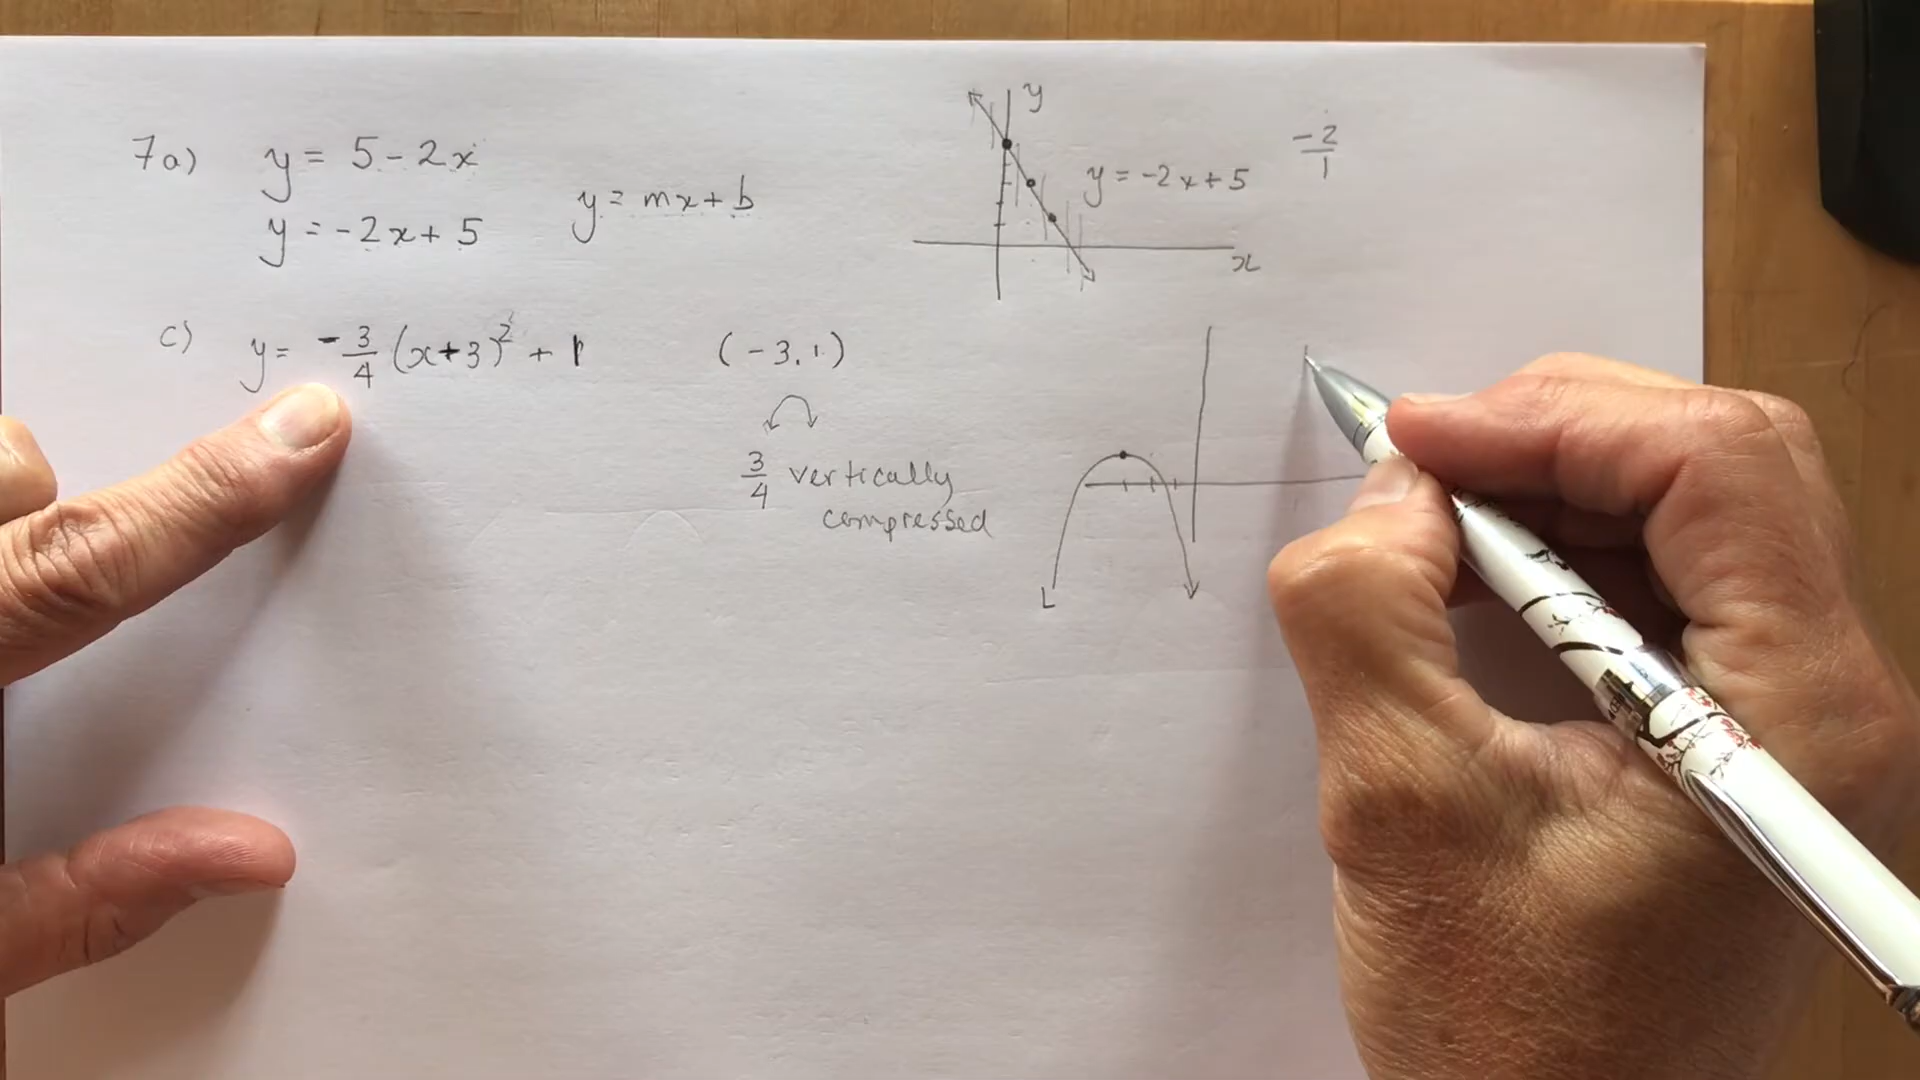 7a) y = 5 - 2x
y = -2x + 5
y = mx + b
y
y = -2x + 5
-2/1
x
c) y = -3/4 (x+3)² + 1
(-3, 1)
3/4 vertically
compressed